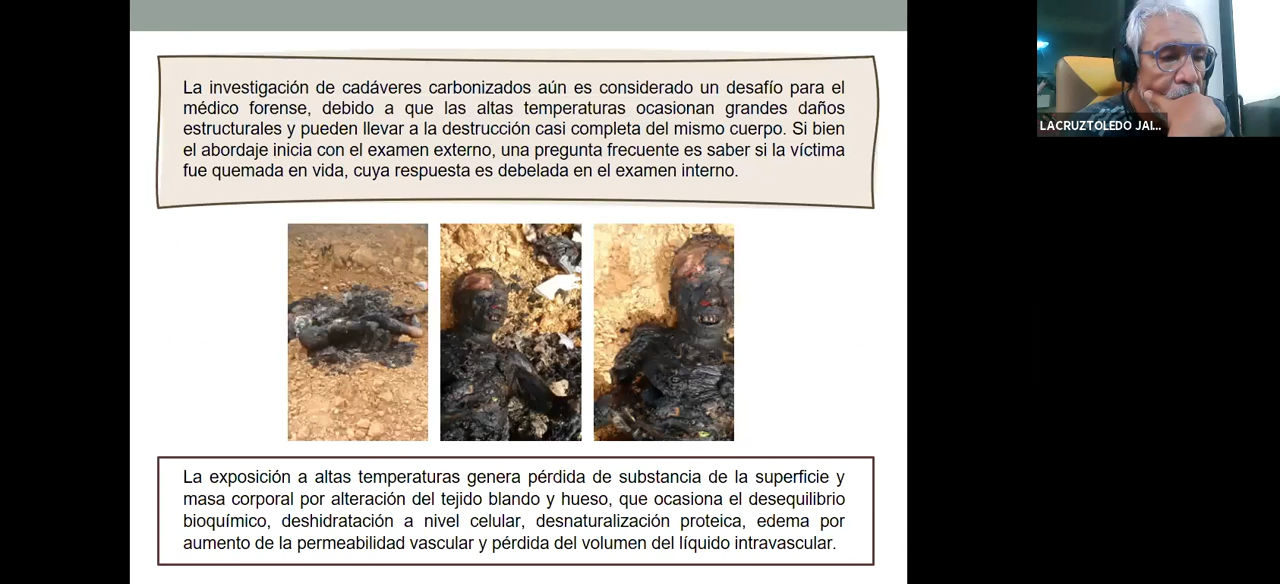 La investigación de cadáveres carbonizados aún es considerado un desafío para el
médico forense, debido a que las altas temperaturas ocasionan grandes daños
estructurales y pueden llevar a la destrucción casi completa del mismo cuerpo. Si bien
el abordaje inicia con el examen externo, una pregunta frecuente es saber si la víctima
fue quemada en vida, cuya respuesta es debelada en el examen interno.
LACRUZTOLEDO JAI...
La exposición a altas temperaturas genera pérdida de substancia de la superficie y
masa corporal por alteración del tejido blando y hueso, que ocasiona el desequilibrio
bioquímico, deshidratación a nivel celular, desnaturalización proteica, edema por
aumento de la permeabilidad vascular y pérdida del volumen del líquido intravascular.